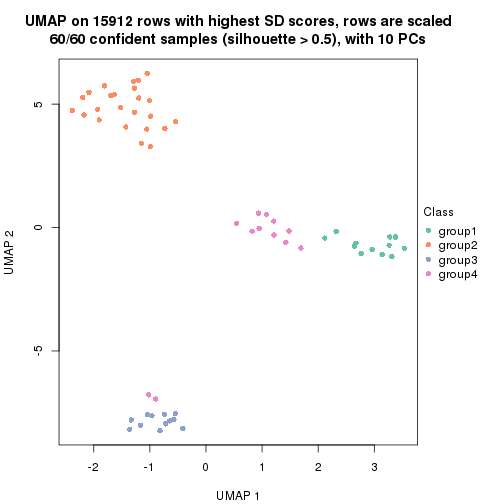 UMAP on 15912 rows with highest SD scores, rows are scaled
60/60 confident samples (silhouette > 0.5), with 10 PCs
5
0
-5
UMAP 2
-2
-1
0
1
2
3
UMAP 1
Class
group1
group2
group3
group4